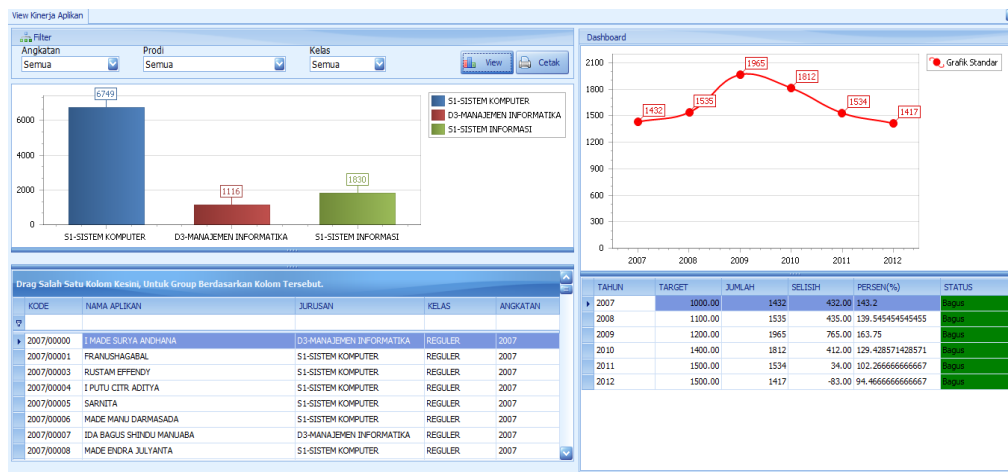 View Kinerja Aplikan
Filter
Angkatan Prodi Kelas
Semua Semua Semua View Cetak
6749
1116
1830
6000
4000
2000
0
S1-SISTEM KOMPUTER D3-MANAJEMEN INFORMATIKA S1-SISTEM INFORMASI
S1-SISTEM KOMPUTER
D3-MANAJEMEN INFORMATIKA
S1-SISTEM INFORMASI
Drag Salah Satu Kolom Kesini, Untuk Group Berdasarkan Kolom Tersebut.
KODE NAMA APLIKAN JURUSAN KELAS ANGKATAN
2007/00000 I MADE SURYA ANDHANA D3-MANAJEMEN INFORMATIKA REGULER 2007
2007/00001 FRANUSHAGABAL S1-SISTEM KOMPUTER REGULER 2007
2007/00003 RUSTAM EFFENDY S1-SISTEM KOMPUTER REGULER 2007
2007/00004 I PUTU CITR ADITYA S1-SISTEM KOMPUTER REGULER 2007
2007/00005 SARNITA S1-SISTEM KOMPUTER REGULER 2007
2007/00006 MADE MANU DARMASADA S1-SISTEM KOMPUTER REGULER 2007
2007/00007 IDA BAGUS SHINDU MANUABA D3-MANAJEMEN INFORMATIKA REGULER 2007
2007/00008 MADE ENDRA JULYANTA S1-SISTEM KOMPUTER REGULER 2007
Dashboard
2100
1800
1500
1200
900
600
300
0
1432 1535 1965 1812 1534 1417
2007 2008 2009 2010 2011 2012
Grafik Standar
TAHUN TARGET JUMLAH SELISIH PERSEN(%) STATUS
2007 1000.00 1432 432.00 143.2 Bagus
2008 1100.00 1535 435.00 139.545454545455 Bagus
2009 1200.00 1965 765.00 163.75 Bagus
2010 1400.00 1812 412.00 129.428571428571 Bagus
2011 1500.00 1534 34.00 102.266666666667 Bagus
2012 1500.00 1417 -83.00 94.4666666666667 Bagus